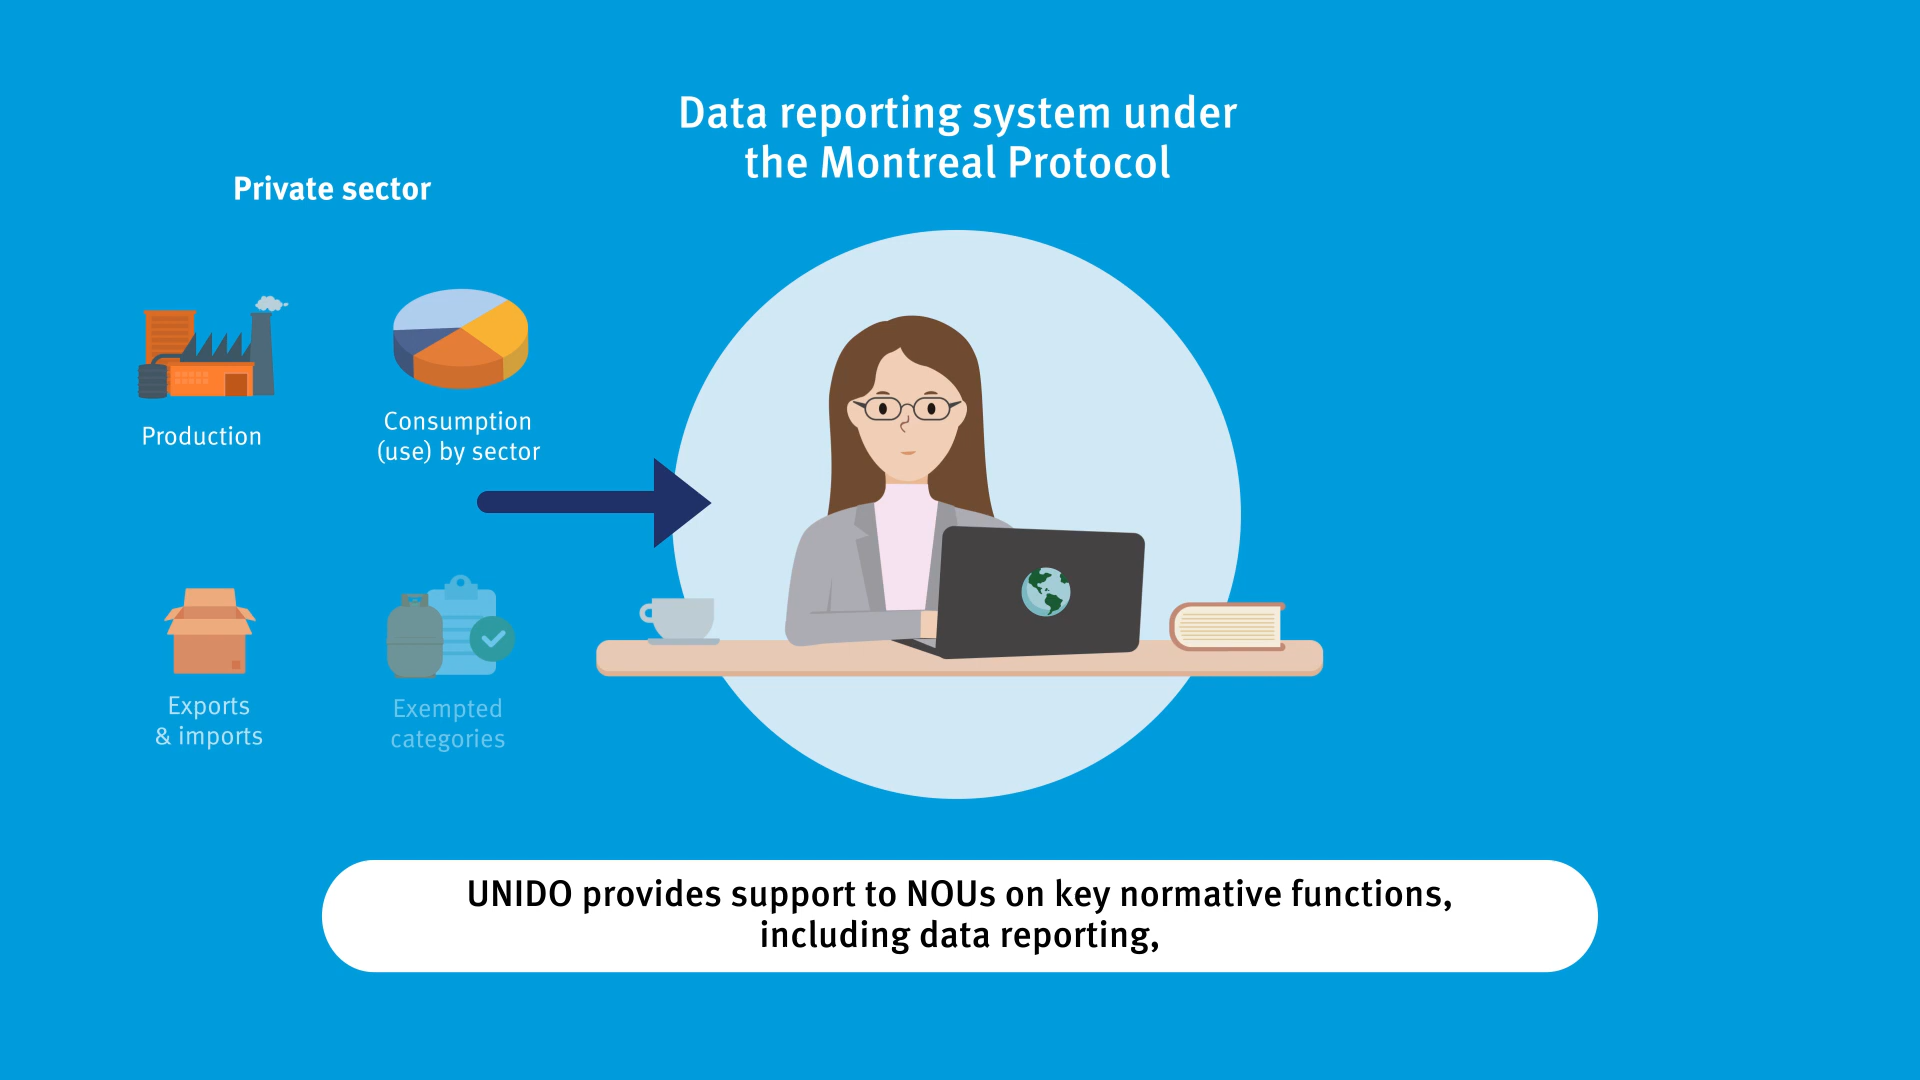 Data reporting system under
the Montreal Protocol
Private sector
Production
Consumption
(use) by sector
Exports
& imports
Exempted
categories
UNIDO provides support to NOUs on key normative functions,
including data reporting,